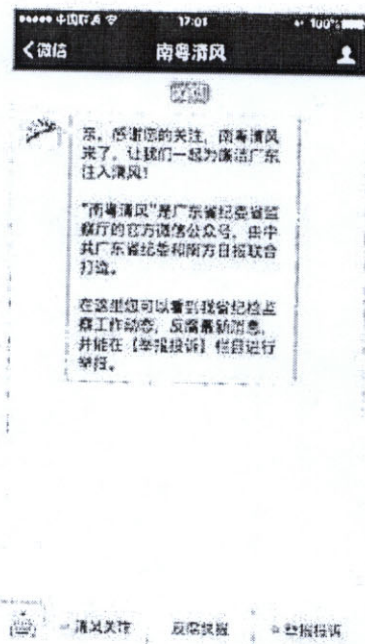 中国联通 17:01 100%
微信 南粤清风
亲，感谢您的关注，南粤清风
来了，让我们一起为廉洁广东
注入清风！
“南粤清风”是广东省纪委省监
察厅的官方微信公众号，由中
共广东省纪委和南方日报联合
打造。
在这里您可以看到我省纪检监
察工作动态，反腐最新消息，
并能在【举报投诉】栏目进行
举报。
反腐快报 举报投诉